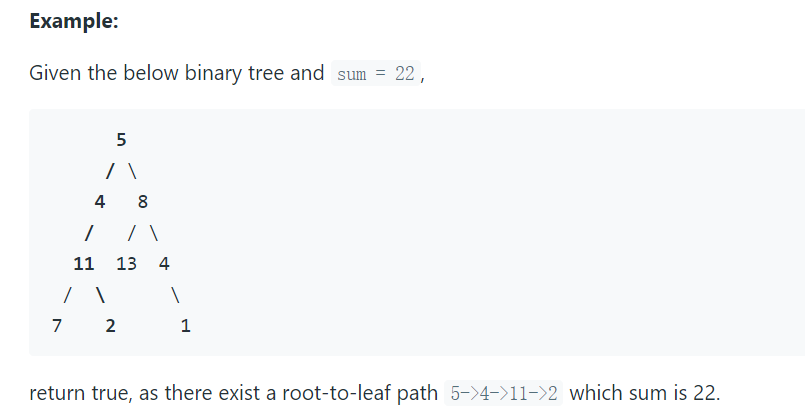 Example:
Given the below binary tree and sum = 22,
5
/ \
4 8
/ / \
11 13 4
/ \ \
7 2 1
return true, as there exist a root-to-leaf path 5->4->11->2 which sum is 22.